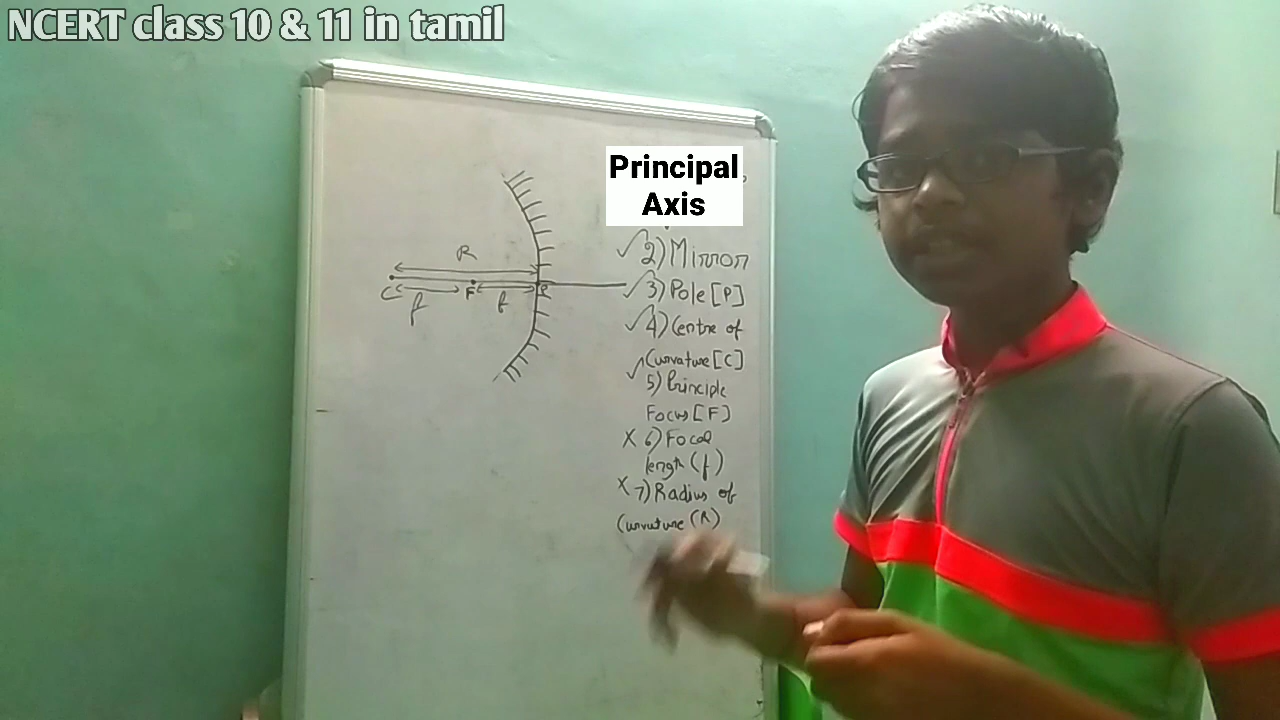 NCERT class 10 & 11 in tamil
Principal
Axis
✓ 2) Mirror
✓ 3) Pole [P]
✓ 4) Centre of
Curvature [C]
✓ 5) Principle
Focus [F]
X 6) Focal
length (f)
X 7) Radius of
Curvature (R)
R
C F P
f f